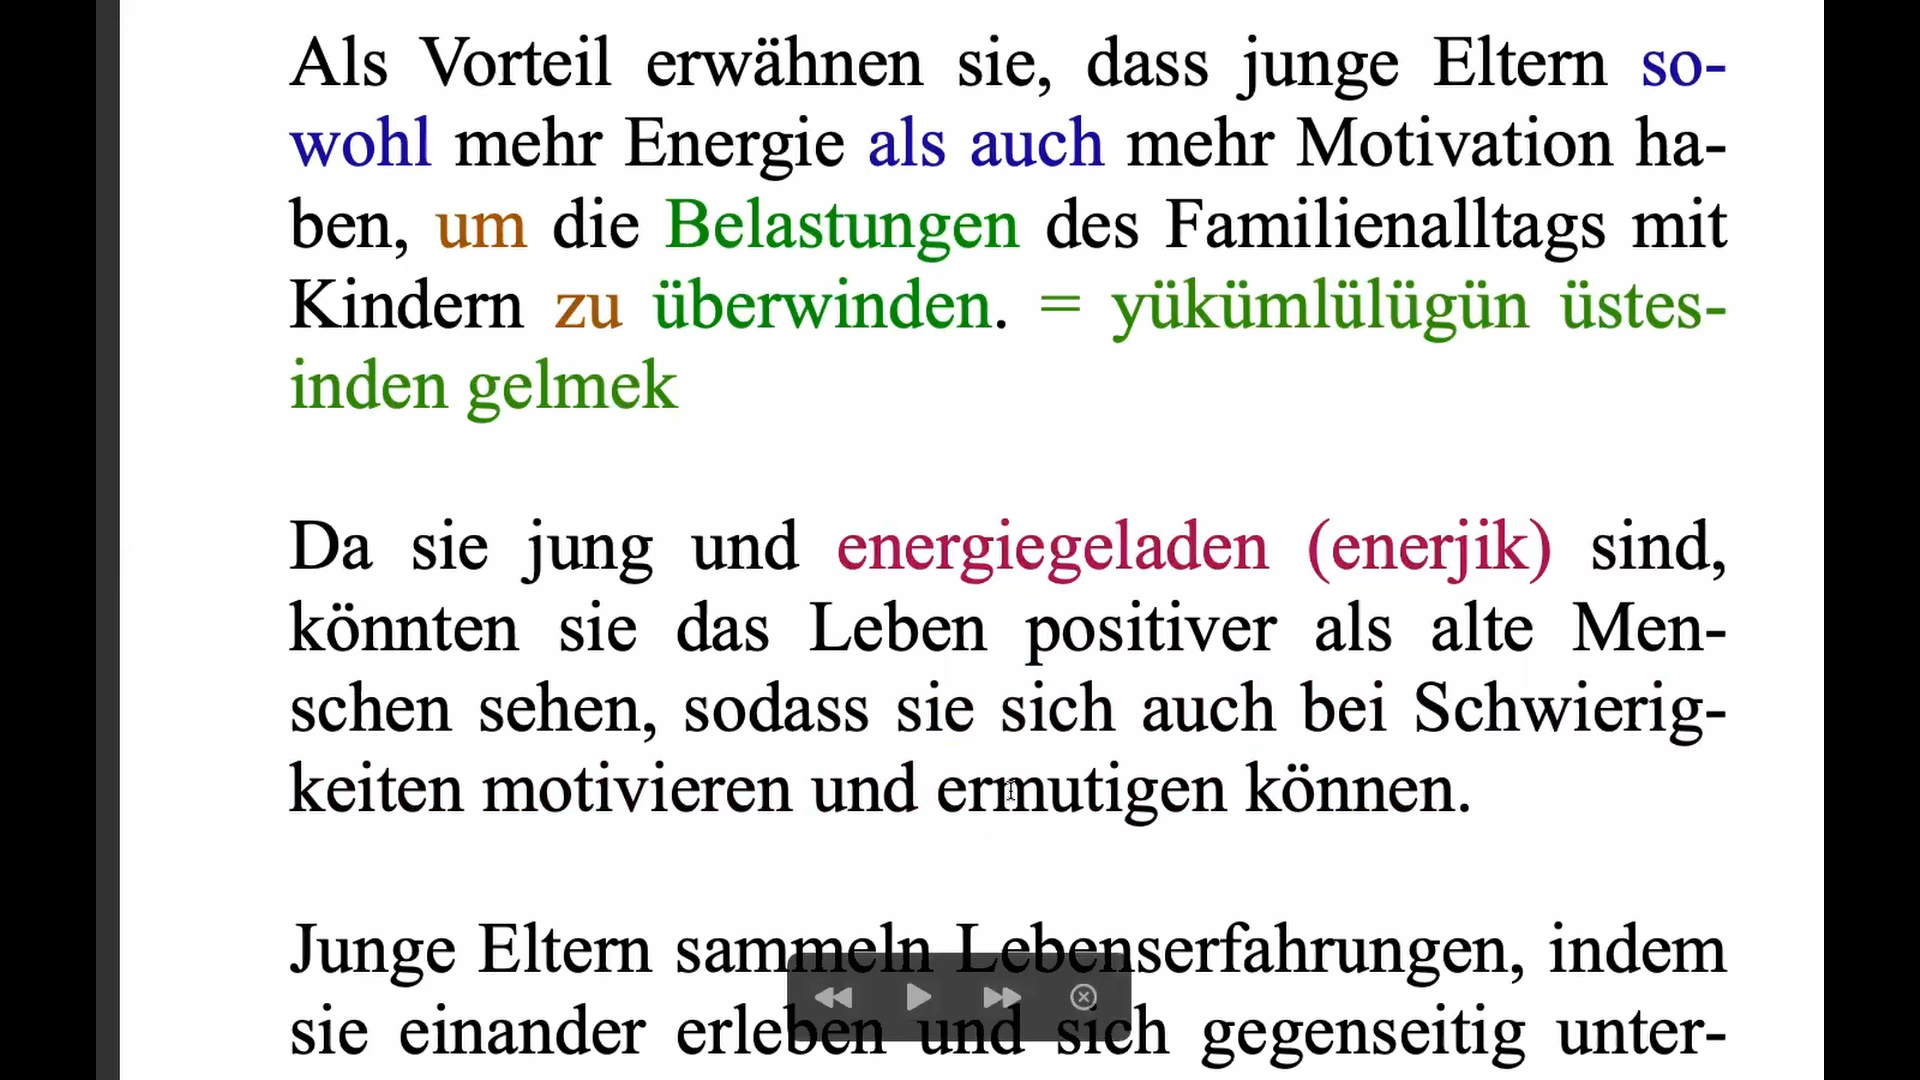 Als Vorteil erwähnen sie, dass junge Eltern so-
wohl mehr Energie als auch mehr Motivation ha-
ben, um die Belastungen des Familienalltags mit
Kindern zu überwinden. = yükümlülügün üstes-
inden gelmek
Da sie jung und energiegeladen (enerjik) sind,
könnten sie das Leben positiver als alte Men-
schen sehen, sodass sie sich auch bei Schwierig-
keiten motivieren und ermutigen können.
Junge Eltern sammeln Lebenserfahrungen, indem
sie einander erleben und sich gegenseitig unter-